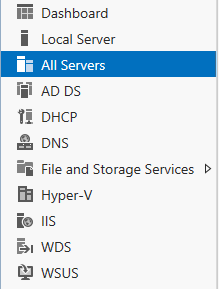 Dashboard
Local Server
All Servers
AD DS
DHCP
DNS
File and Storage Services
Hyper-V
IIS
WDS
WSUS